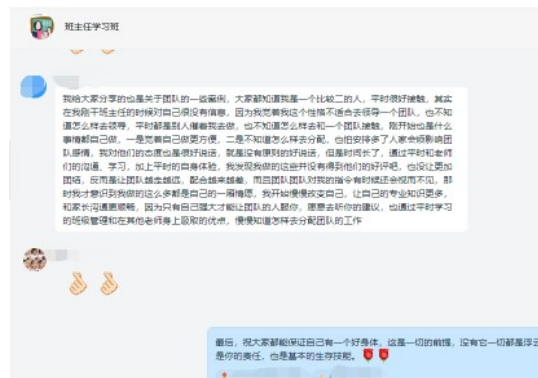 班主任学习班
我给大家分享的也是关于团队的一些案例，大家都知道我是一个比较二的人，平时很好接触，其实
在我刚干班主任的时候对自己很没有信息，因为我觉着我这个性格不适合去领导一个团队，也不知
道怎么样去领导，平时都是别人催着我去做，也不知道怎么样去和一个团队接触，刚开始也是什么
事情都自己做，一是觉着自己做更方便，二是不知道怎么样去分配，也怕安排多了人家会烦影响团
队感情，我对他们的态度也是很好说话，就是没有原则的好说话，但是时间长了，通过平时和老师
们的沟通、学习，加上平时的自身体验，我发现我做的这些并没有得到他们的好评吧，也没让更加
团结，反而是让团队越走越远，配合越来越差，而且团队团队对我的指令有时候还会视而不见，那
时我才意识到我做的这么多都是自己的一厢情愿，我开始慢慢改变自己，让自己的专业知识更多，
和家长沟通更顺畅，因为只有自己强大才能让团队的人服你，愿意去听你的建议，也通过平时学习
的班级管理和在其他老师身上吸取的优点，慢慢知道怎样去分配团队的工作
最后，祝大家都能保证自己有一个好身体，这是一切的前提，没有它一切都是浮云
是你的责任，也是基本的生存技能。